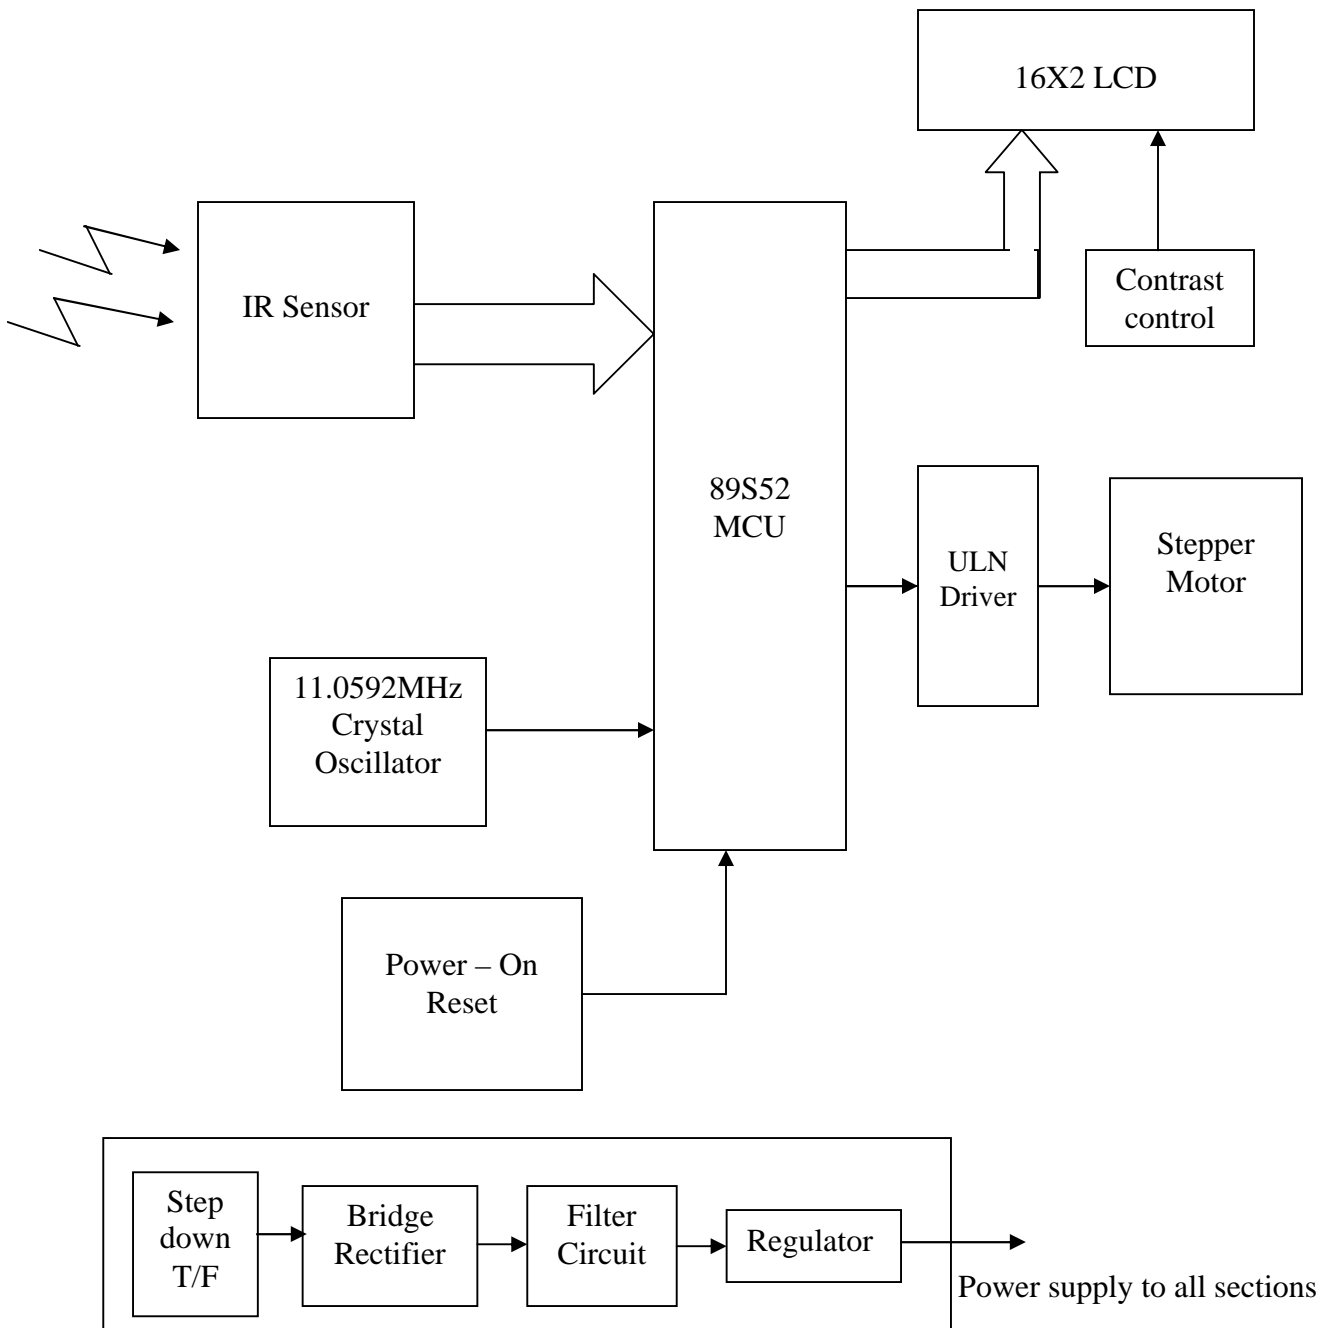 16X2 LCD
IR Sensor
Contrast
control
89S52
MCU
ULN
Driver
Stepper
Motor
11.0592MHz
Crystal
Oscillator
Power – On
Reset
Step
down
T/F
Bridge
Rectifier
Filter
Circuit
Regulator
Power supply to all sections